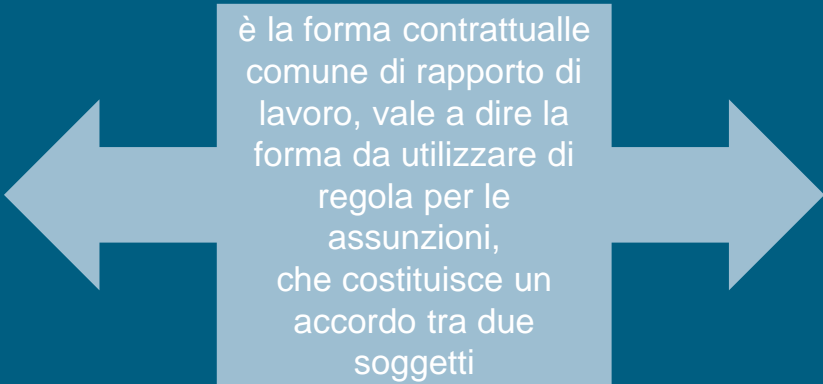 è la forma contrattualle
comune di rapporto di
lavoro, vale a dire la
forma da utilizzare di
regola per le
assunzioni,
che costituisce un
accordo tra due
soggetti